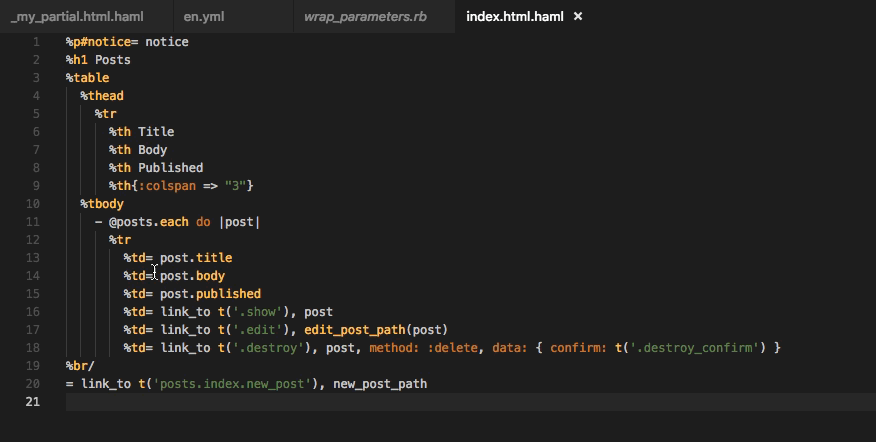 _my_partial.html.haml en.yml wrap_parameters.rb index.html.haml ×
1 %p#notice= notice
2 %h1 Posts
3 %table
4 %thead
5 %tr
6 %th Title
7 %th Body
8 %th Published
9 %th{:colspan => "3"}
10 %tbody
11 - @posts.each do |post|
12 %tr
13 %td= post.title
14 %td= post.body
15 %td= post.published
16 %td= link_to t('.show'), post
17 %td= link_to t('.edit'), edit_post_path(post)
18 %td= link_to t('.destroy'), post, method: :delete, data: { confirm: t('.destroy_confirm') }
19 %br/
20 = link_to t('posts.index.new_post'), new_post_path
21